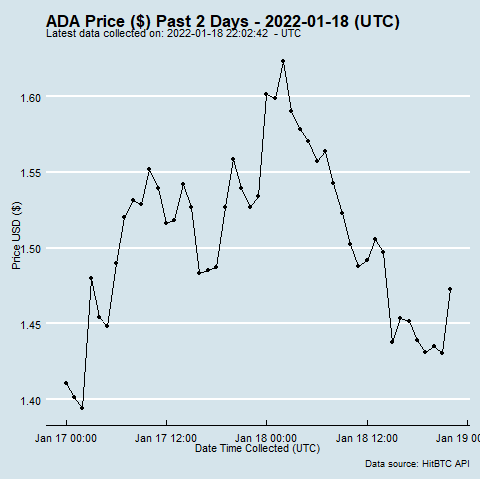 ADA Price ($) Past 2 Days - 2022-01-18 (UTC)
Latest data collected on: 2022-01-18 22:02:42 - UTC
Price USD ($)
1.60
1.55
1.50
1.45
1.40
Jan 17 00:00 Jan 17 12:00 Jan 18 00:00 Jan 18 12:00 Jan 19 00
Date Time Collected (UTC)
Data source: HitBTC API